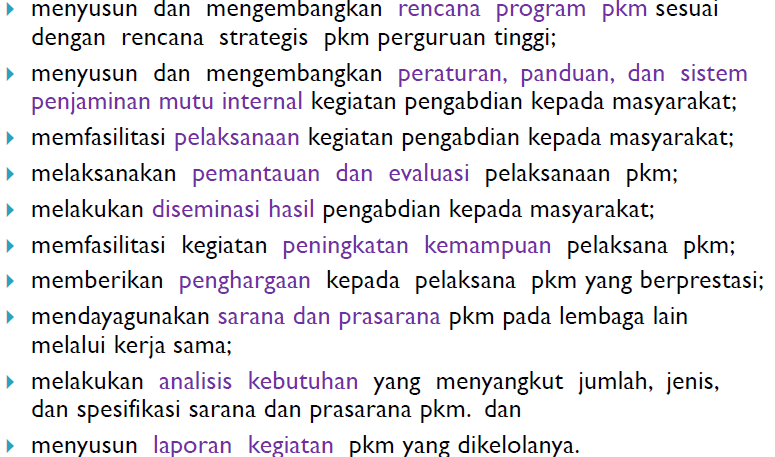 menyusun dan mengembangkan rencana program pkm sesuai
dengan rencana strategis pkm perguruan tinggi;
menyusun dan mengembangkan peraturan, panduan, dan sistem
penjaminan mutu internal kegiatan pengabdian kepada masyarakat;
memfasilitasi pelaksanaan kegiatan pengabdian kepada masyarakat;
melaksanakan pemantauan dan evaluasi pelaksanaan pkm;
melakukan diseminasi hasil pengabdian kepada masyarakat;
memfasilitasi kegiatan peningkatan kemampuan pelaksana pkm;
memberikan penghargaan kepada pelaksana pkm yang berprestasi;
mendayagunakan sarana dan prasarana pkm pada lembaga lain
melalui kerja sama;
melakukan analisis kebutuhan yang menyangkut jumlah, jenis,
dan spesifikasi sarana dan prasarana pkm. dan
menyusun laporan kegiatan pkm yang dikelolanya.